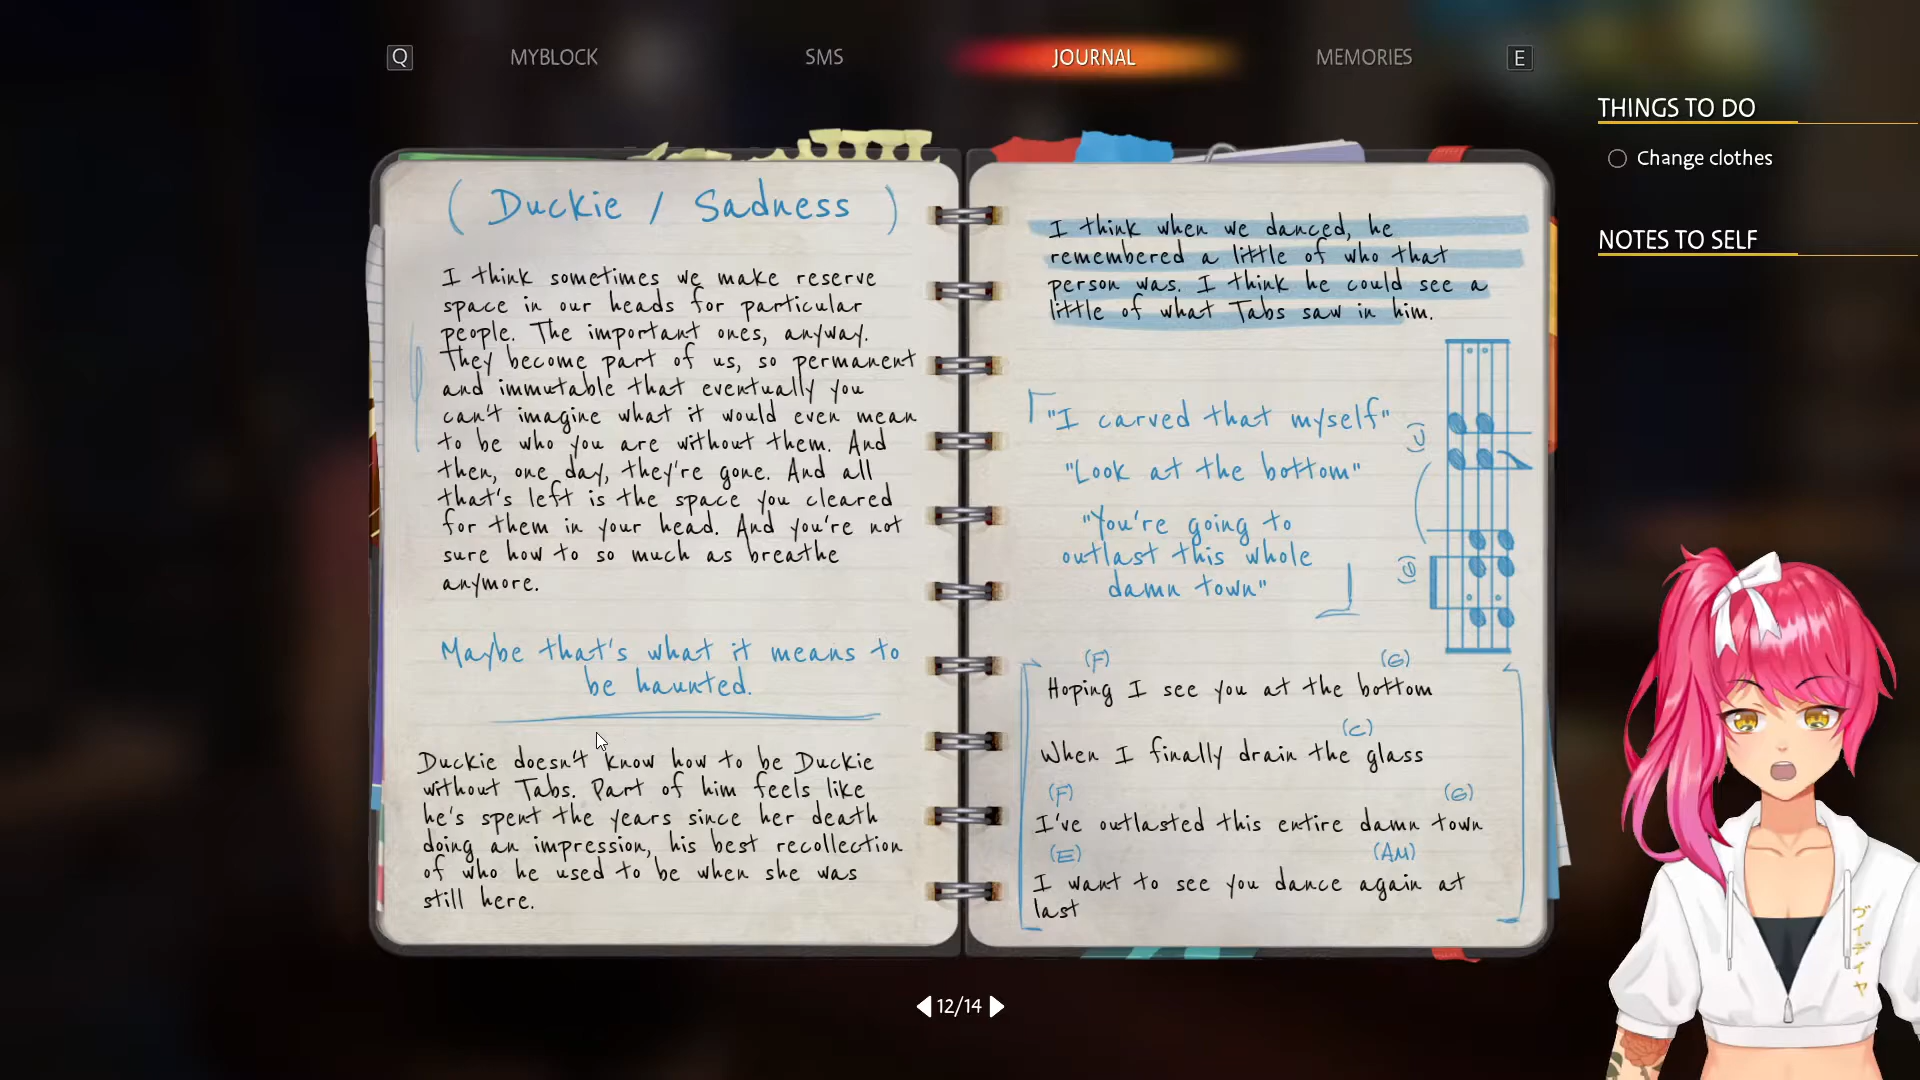 Q MYBLOCK SMS JOURNAL MEMORIES E
THINGS TO DO
Change clothes
NOTES TO SELF
( Duckie / Sadness )
I think sometimes we make reserve
space in our heads for particular
people. The important ones, anyway.
They become part of us, so permanent
and immutable that eventually you
can't imagine what it would even mean
to be who you are without them. And
then, one day, they're gone. And all
that's left is the space you cleared
for them in your head. And you're not
sure how to so much as breathe
anymore.
Maybe that's what it means to
be haunted.
Duckie doesn't know how to be Duckie
without Tabs. Part of him feels like
he's spent the years since her death
doing an impression, his best recollection
of who he used to be when she was
still here.
I think when we danced, he
remembered a little of who that
person was. I think he could see a
little of what Tabs saw in him.
"I carved that myself"
"Look at the bottom"
"You're going to
outlast this whole
damn town"
(F) (G)
Hoping I see you at the bottom
(C)
When I finally drain the glass
(F) (G)
I've outlasted this entire damn town
(E) (AM)
I want to see you dance again at
last
12/14
ヴィディヤ